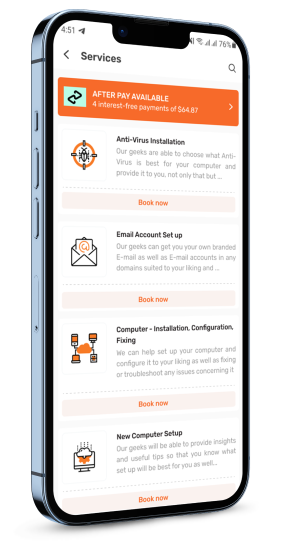 4:51
76%
Services
AFTER PAY AVAILABLE
4 interest-free payments of $64.87
Anti-Virus Installation
Our geeks are able to choose what Anti-
Virus is best for your computer and
provide it to you, not only that but ...
Book now
Email Account Set up
Our geeks can get you your own branded
E-mail as well as E-mail accounts in any
domains suited to your liking and ...
Book now
Computer - Installation, Configuration,
Fixing
We can help set up your computer and
configure it to your liking as well as fixing
or troubleshoot any issues concerning it
Book now
New Computer Setup
Our geeks will be able to provide insights
and useful tips so that you know what
set up will be best for you as well...
Book now